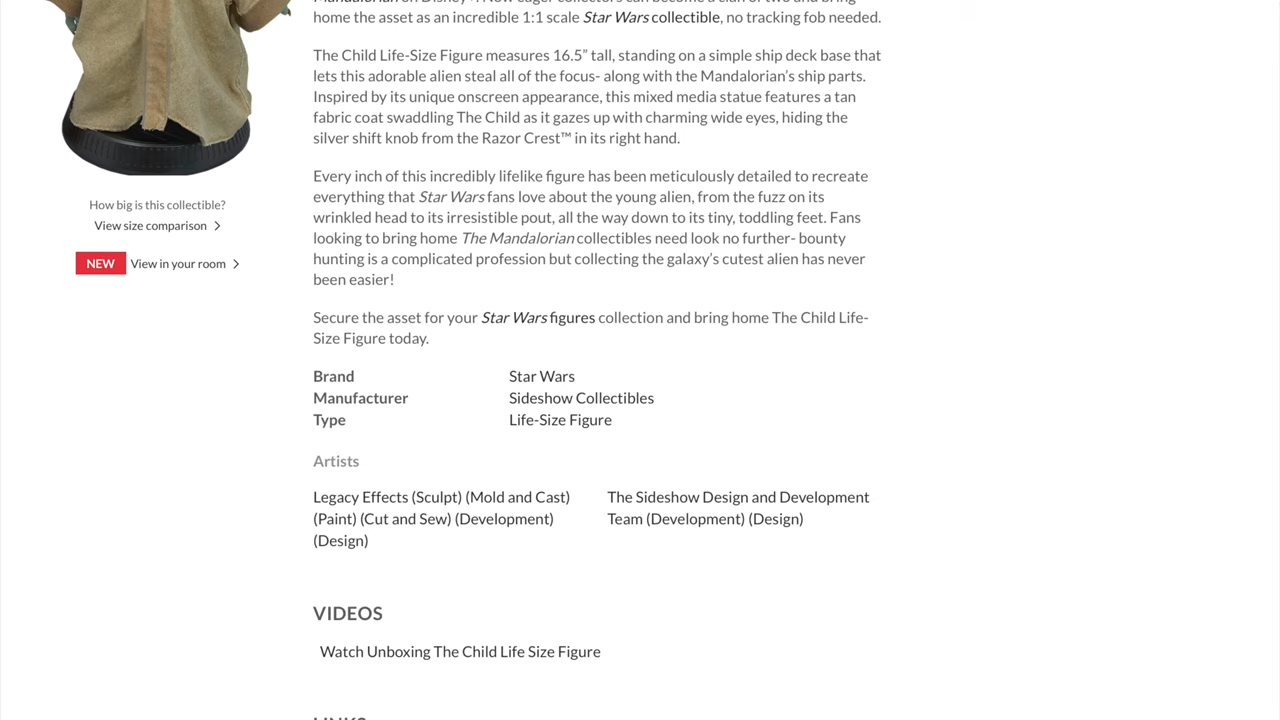 home the asset as an incredible 1:1 scale Star Wars collectible, no tracking fob needed.
The Child Life-Size Figure measures 16.5” tall, standing on a simple ship deck base that
lets this adorable alien steal all of the focus- along with the Mandalorian’s ship parts.
Inspired by its unique onscreen appearance, this mixed media statue features a tan
fabric coat swaddling The Child as it gazes up with charming wide eyes, hiding the
silver shift knob from the Razor Crest™ in its right hand.
Every inch of this incredibly lifelike figure has been meticulously detailed to recreate
everything that Star Wars fans love about the young alien, from the fuzz on its
wrinkled head to its irresistible pout, all the way down to its tiny, toddling feet. Fans
looking to bring home The Mandalorian collectibles need look no further- bounty
hunting is a complicated profession but collecting the galaxy’s cutest alien has never
been easier!
Secure the asset for your Star Wars figures collection and bring home The Child Life-
Size Figure today.
Brand Star Wars
Manufacturer Sideshow Collectibles
Type Life-Size Figure
Artists
Legacy Effects (Sculpt) (Mold and Cast)
(Paint) (Cut and Sew) (Development)
(Design)
The Sideshow Design and Development
Team (Development) (Design)
VIDEOS
Watch Unboxing The Child Life Size Figure
How big is this collectible?
View size comparison
NEW View in your room